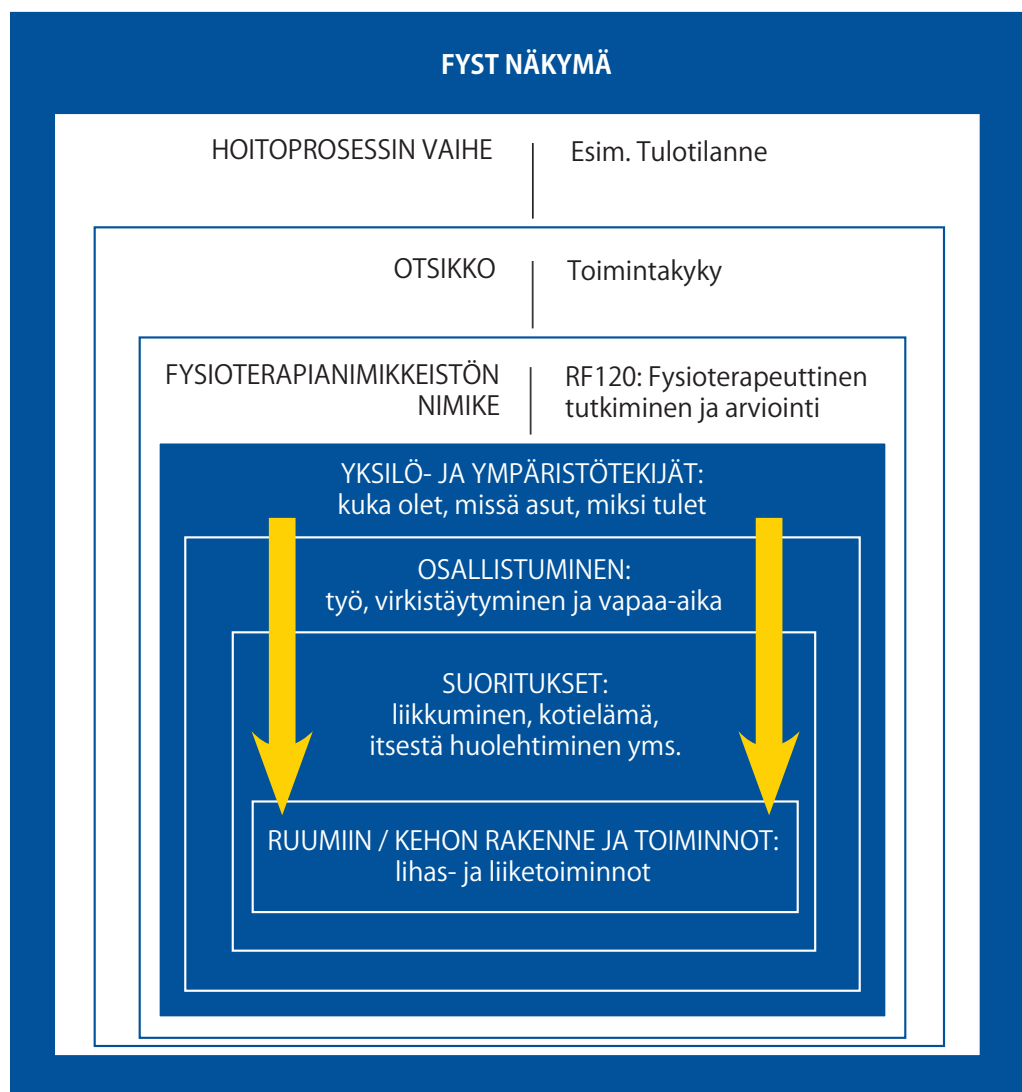 FYST NÄKYMÄ
HOITOPROSESSIN VAIHE
Esim. Tulotilanne
OTSIKKO
Toimintakyky
FYSIOTERAPIANIMIKKEISTÖN
NIMIKE
RF120: Fysioterapeuttinen
tutkiminen ja arviointi
YKSILÖ- JA YMPÄRISTÖTEKIJÄT:
kuka olet, missä asut, miksi tulet
OSALLISTUMINEN:
työ, virkistäytyminen ja vapaa-aika
SUORITUKSET:
liikkuminen, kotielämä,
itsestä huolehtiminen yms.
RUUMIIN / KEHON RAKENNE JA TOIMINNOT:
lihas- ja liiketoiminnot